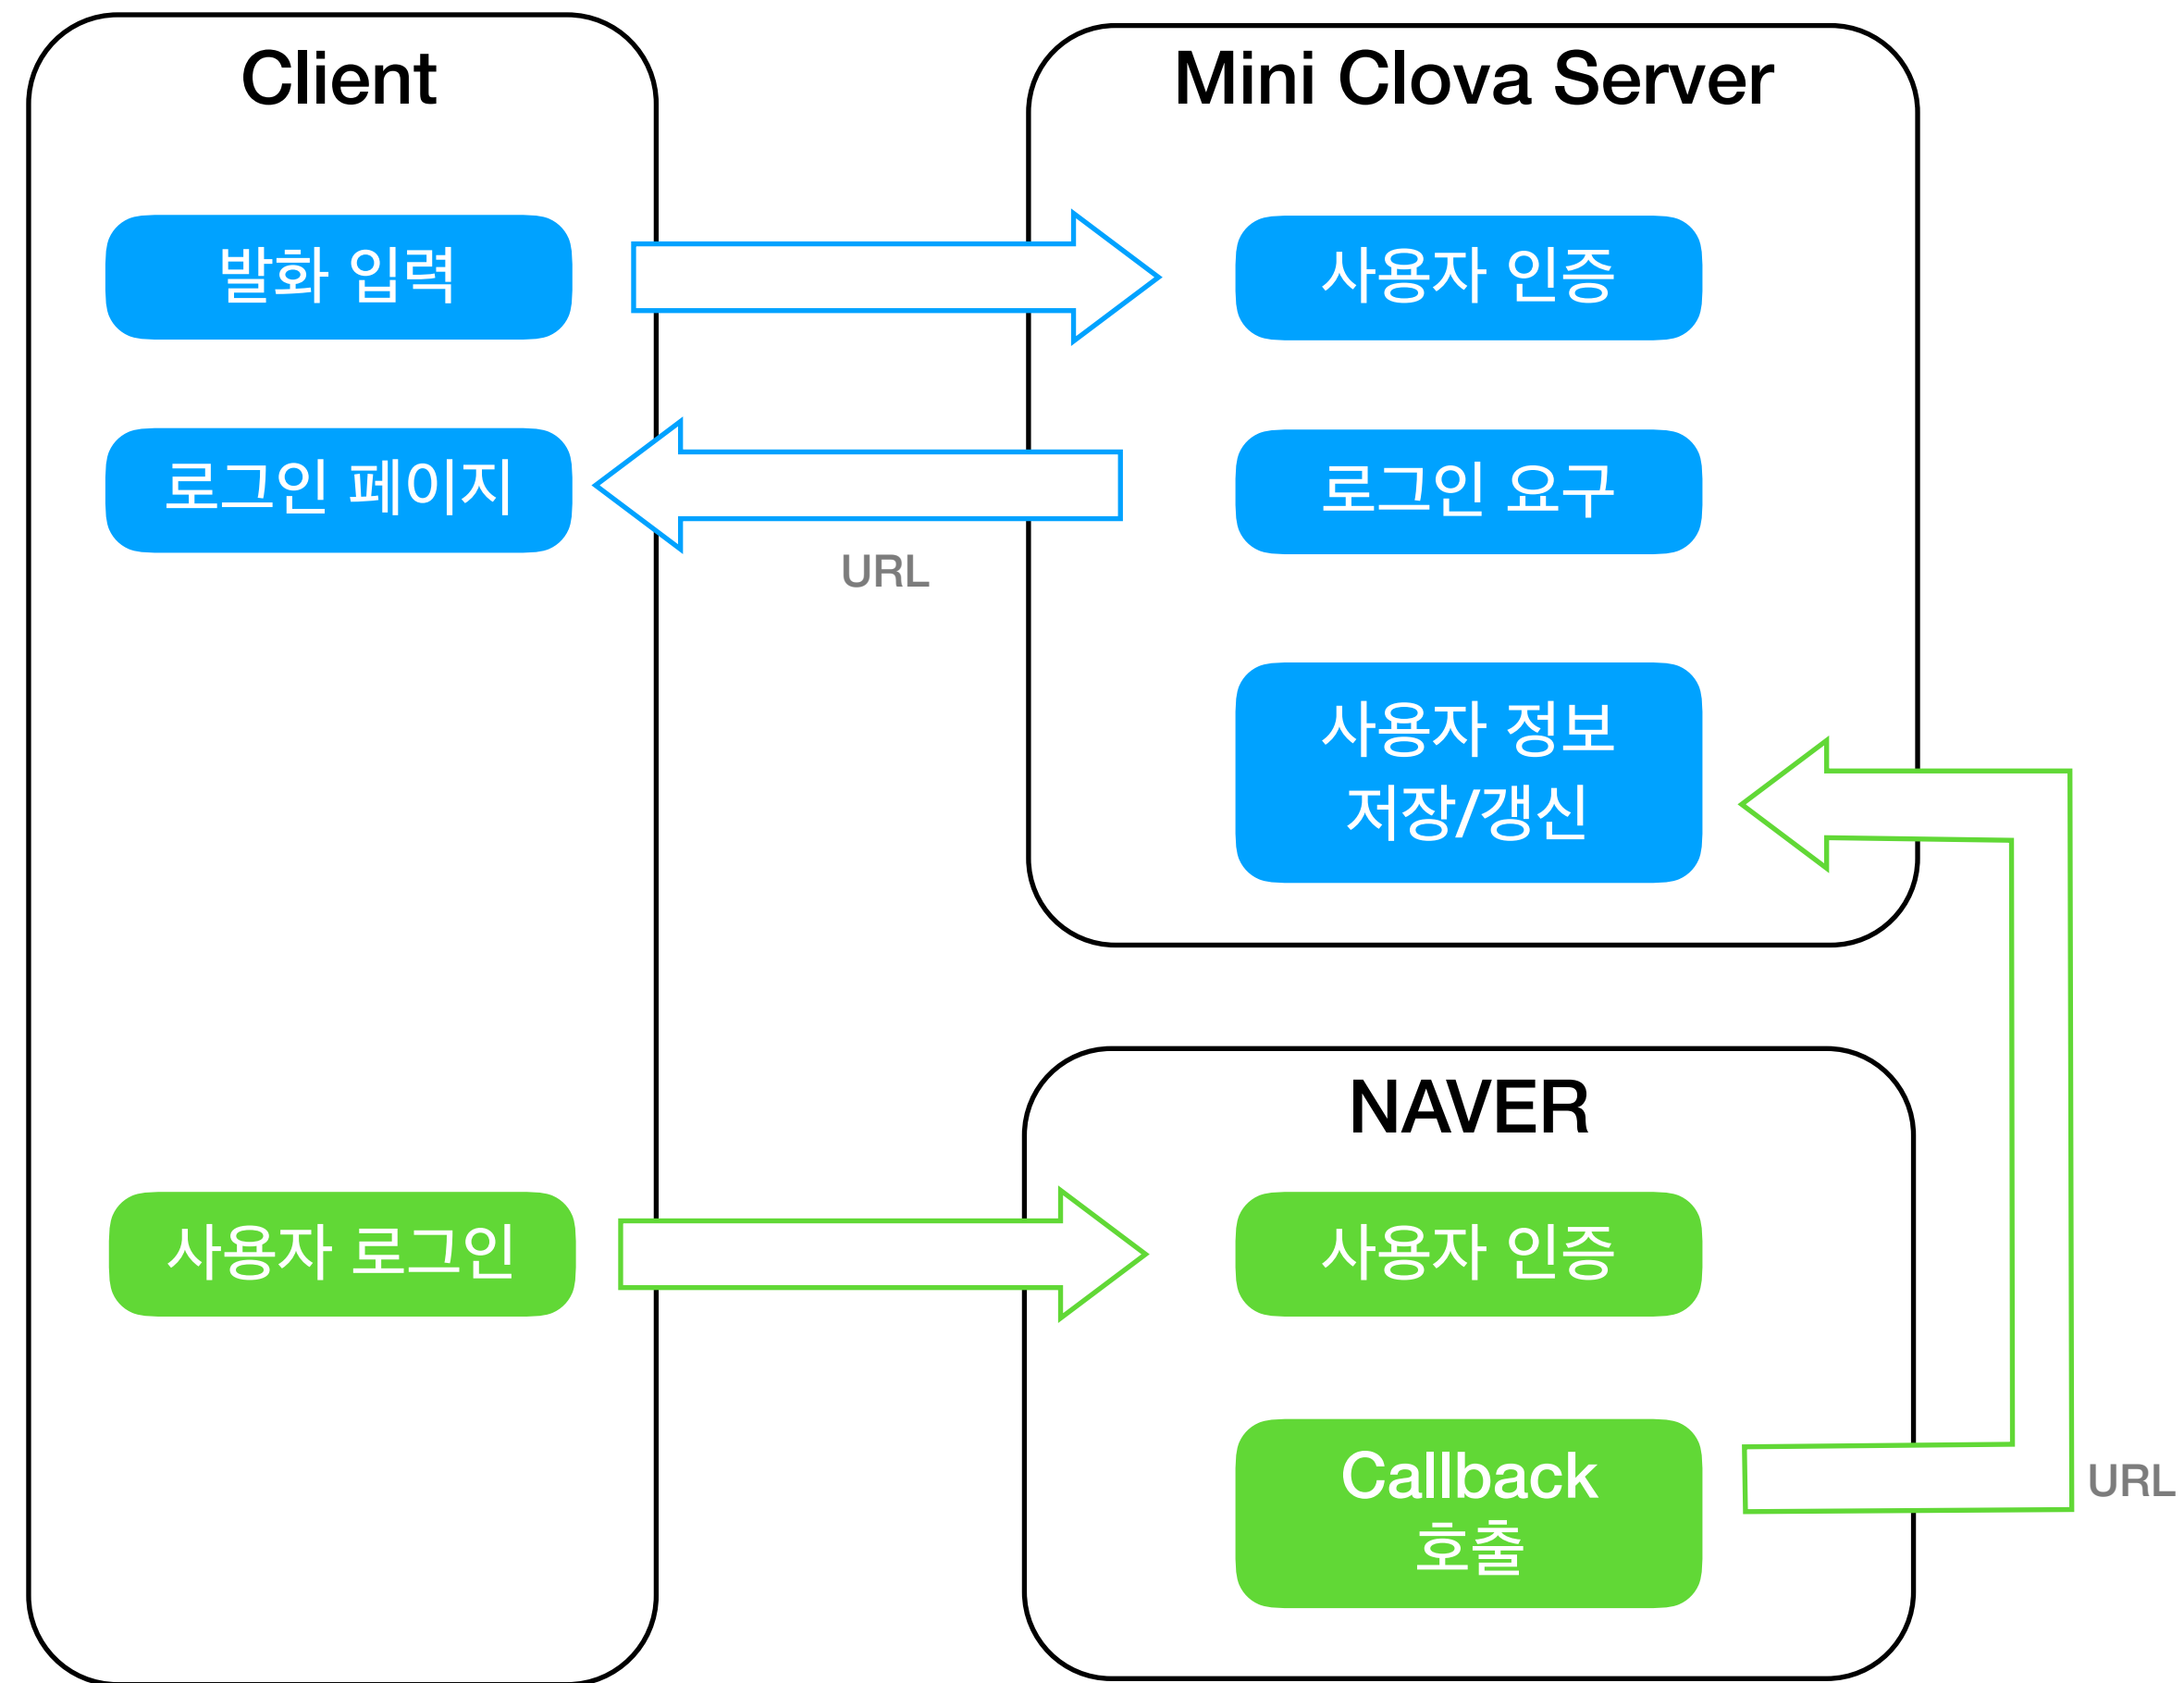 Client
Mini Clova Server
발화 입력
사용자 인증
로그인 페이지
로그인 요구
URL
사용자 정보
저장/갱신
NAVER
사용자 로그인
사용자 인증
Callback
호출
URL